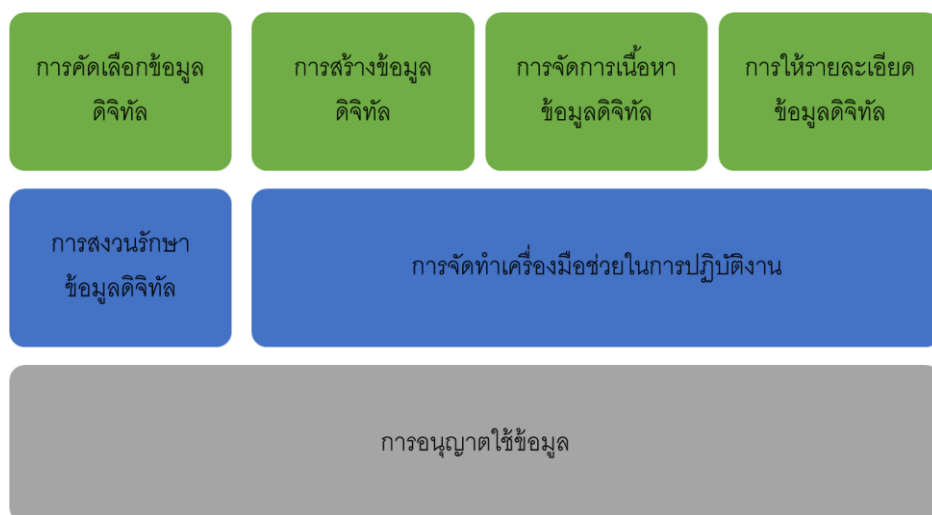 การคัดเลือกข้อมูล
ดิจิทัล
การสร้างข้อมูล
ดิจิทัล
การจัดการเนื้อหา
ข้อมูลดิจิทัล
การให้รายละเอียด
ข้อมูลดิจิทัล
การสงวนรักษา
ข้อมูลดิจิทัล
การจัดทำเครื่องมือช่วยในการปฏิบัติงาน
การอนุญาตใช้ข้อมูล